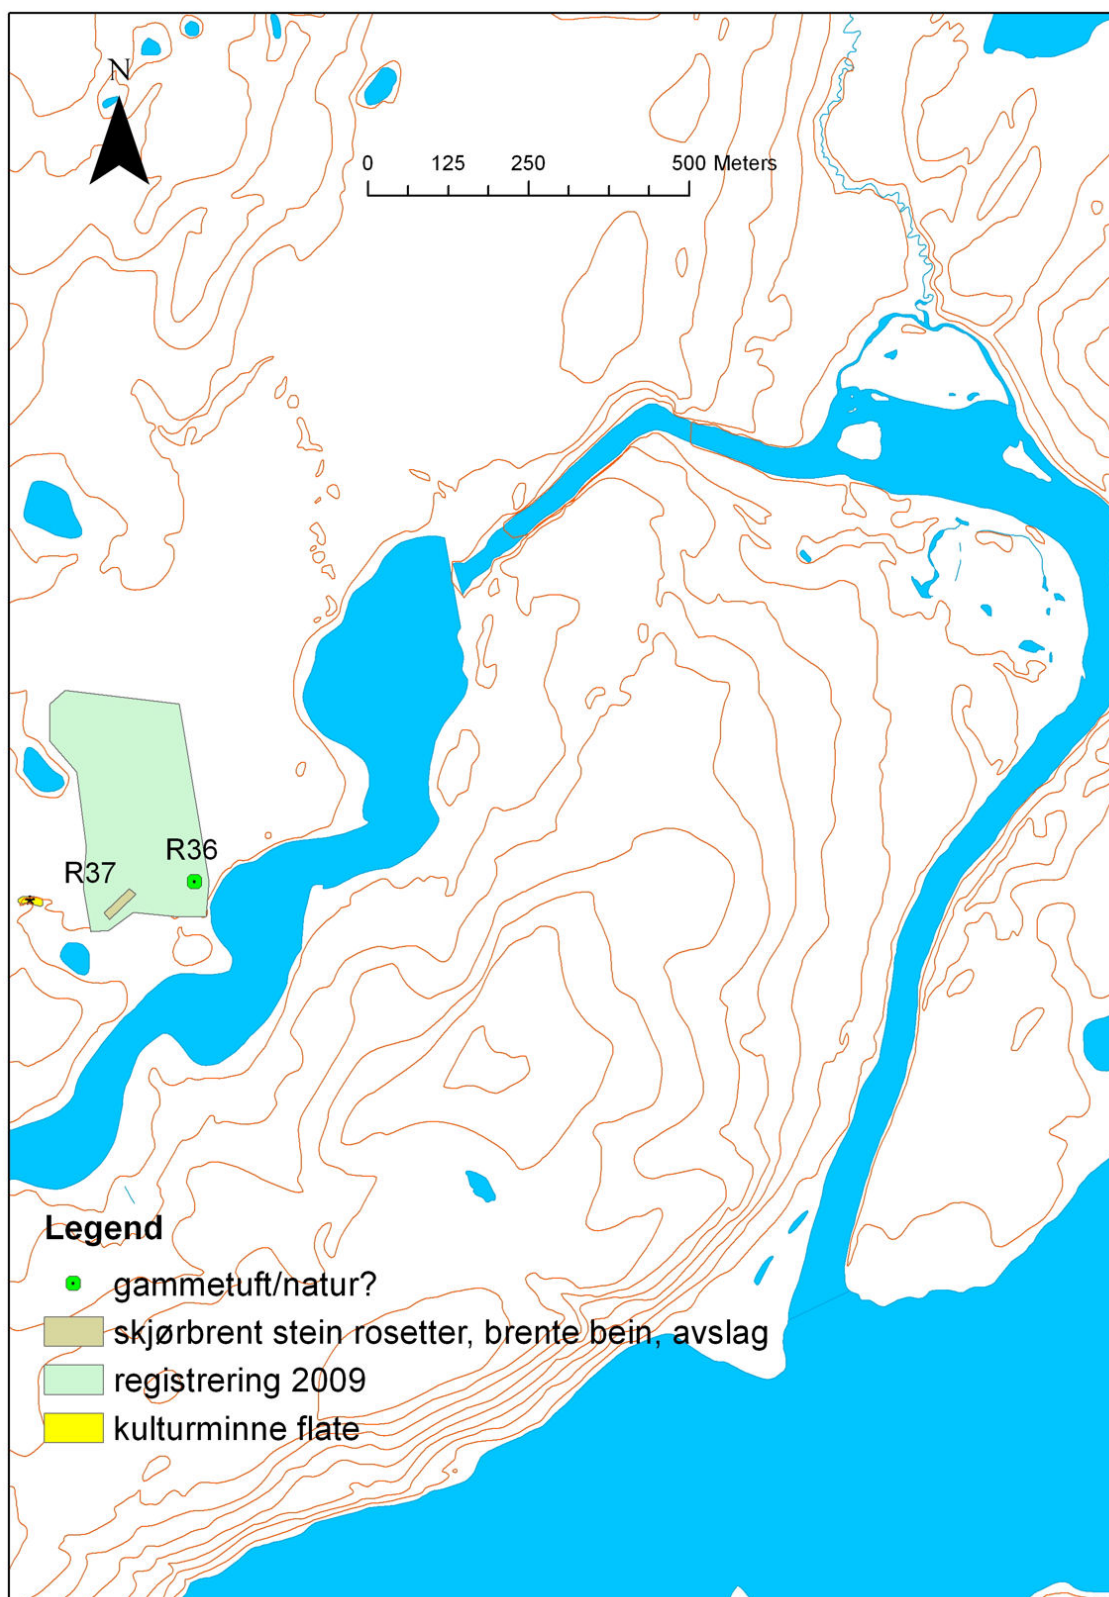 N
0 125 250 500 Meters
R36
R37
Legend
gammetuft/natur?
skjørbrent stein rosetter, brente bein, avslag
registrering 2009
kulturminne flate